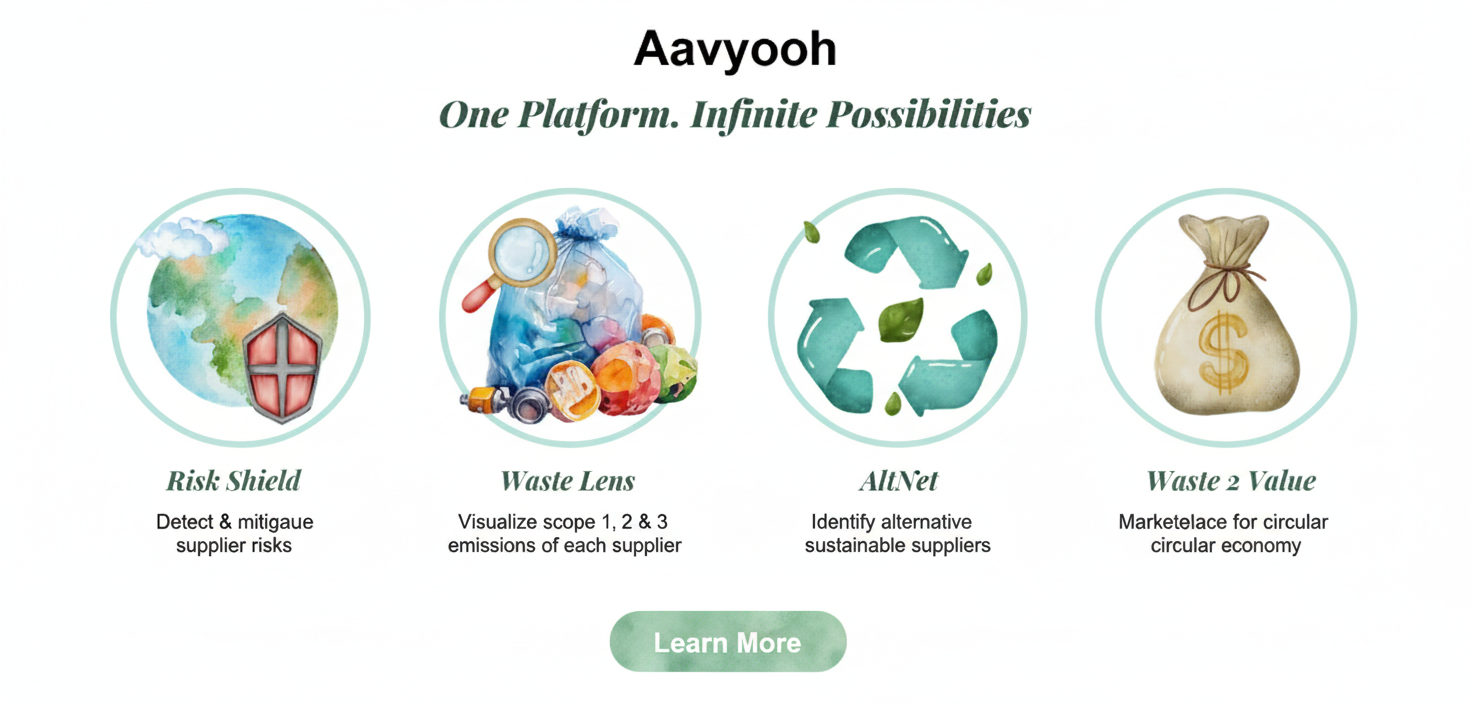 Aavyooh
One Platform. Infinite Possibilities
Risk Shield
Detect & mitigaue
supplier risks
Waste Lens
Visualize scope 1, 2 & 3
emissions of each supplier
AltNet
Identify alternative
sustainable suppliers
Waste 2 Value
Marketelace for circular
circular economy
Learn More